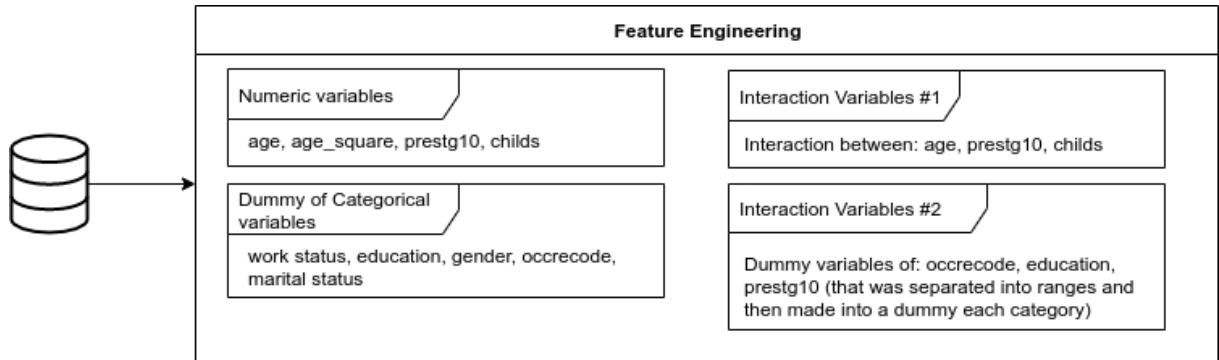 Feature Engineering
Numeric variables
age, age_square, prestg10, childs
Dummy of Categorical
variables
work status, education, gender, occrecode,
marital status
Interaction Variables #1
Interaction between: age, prestg10, childs
Interaction Variables #2
Dummy variables of: occrecode, education,
prestg10 (that was separated into ranges and
then made into a dummy each category)